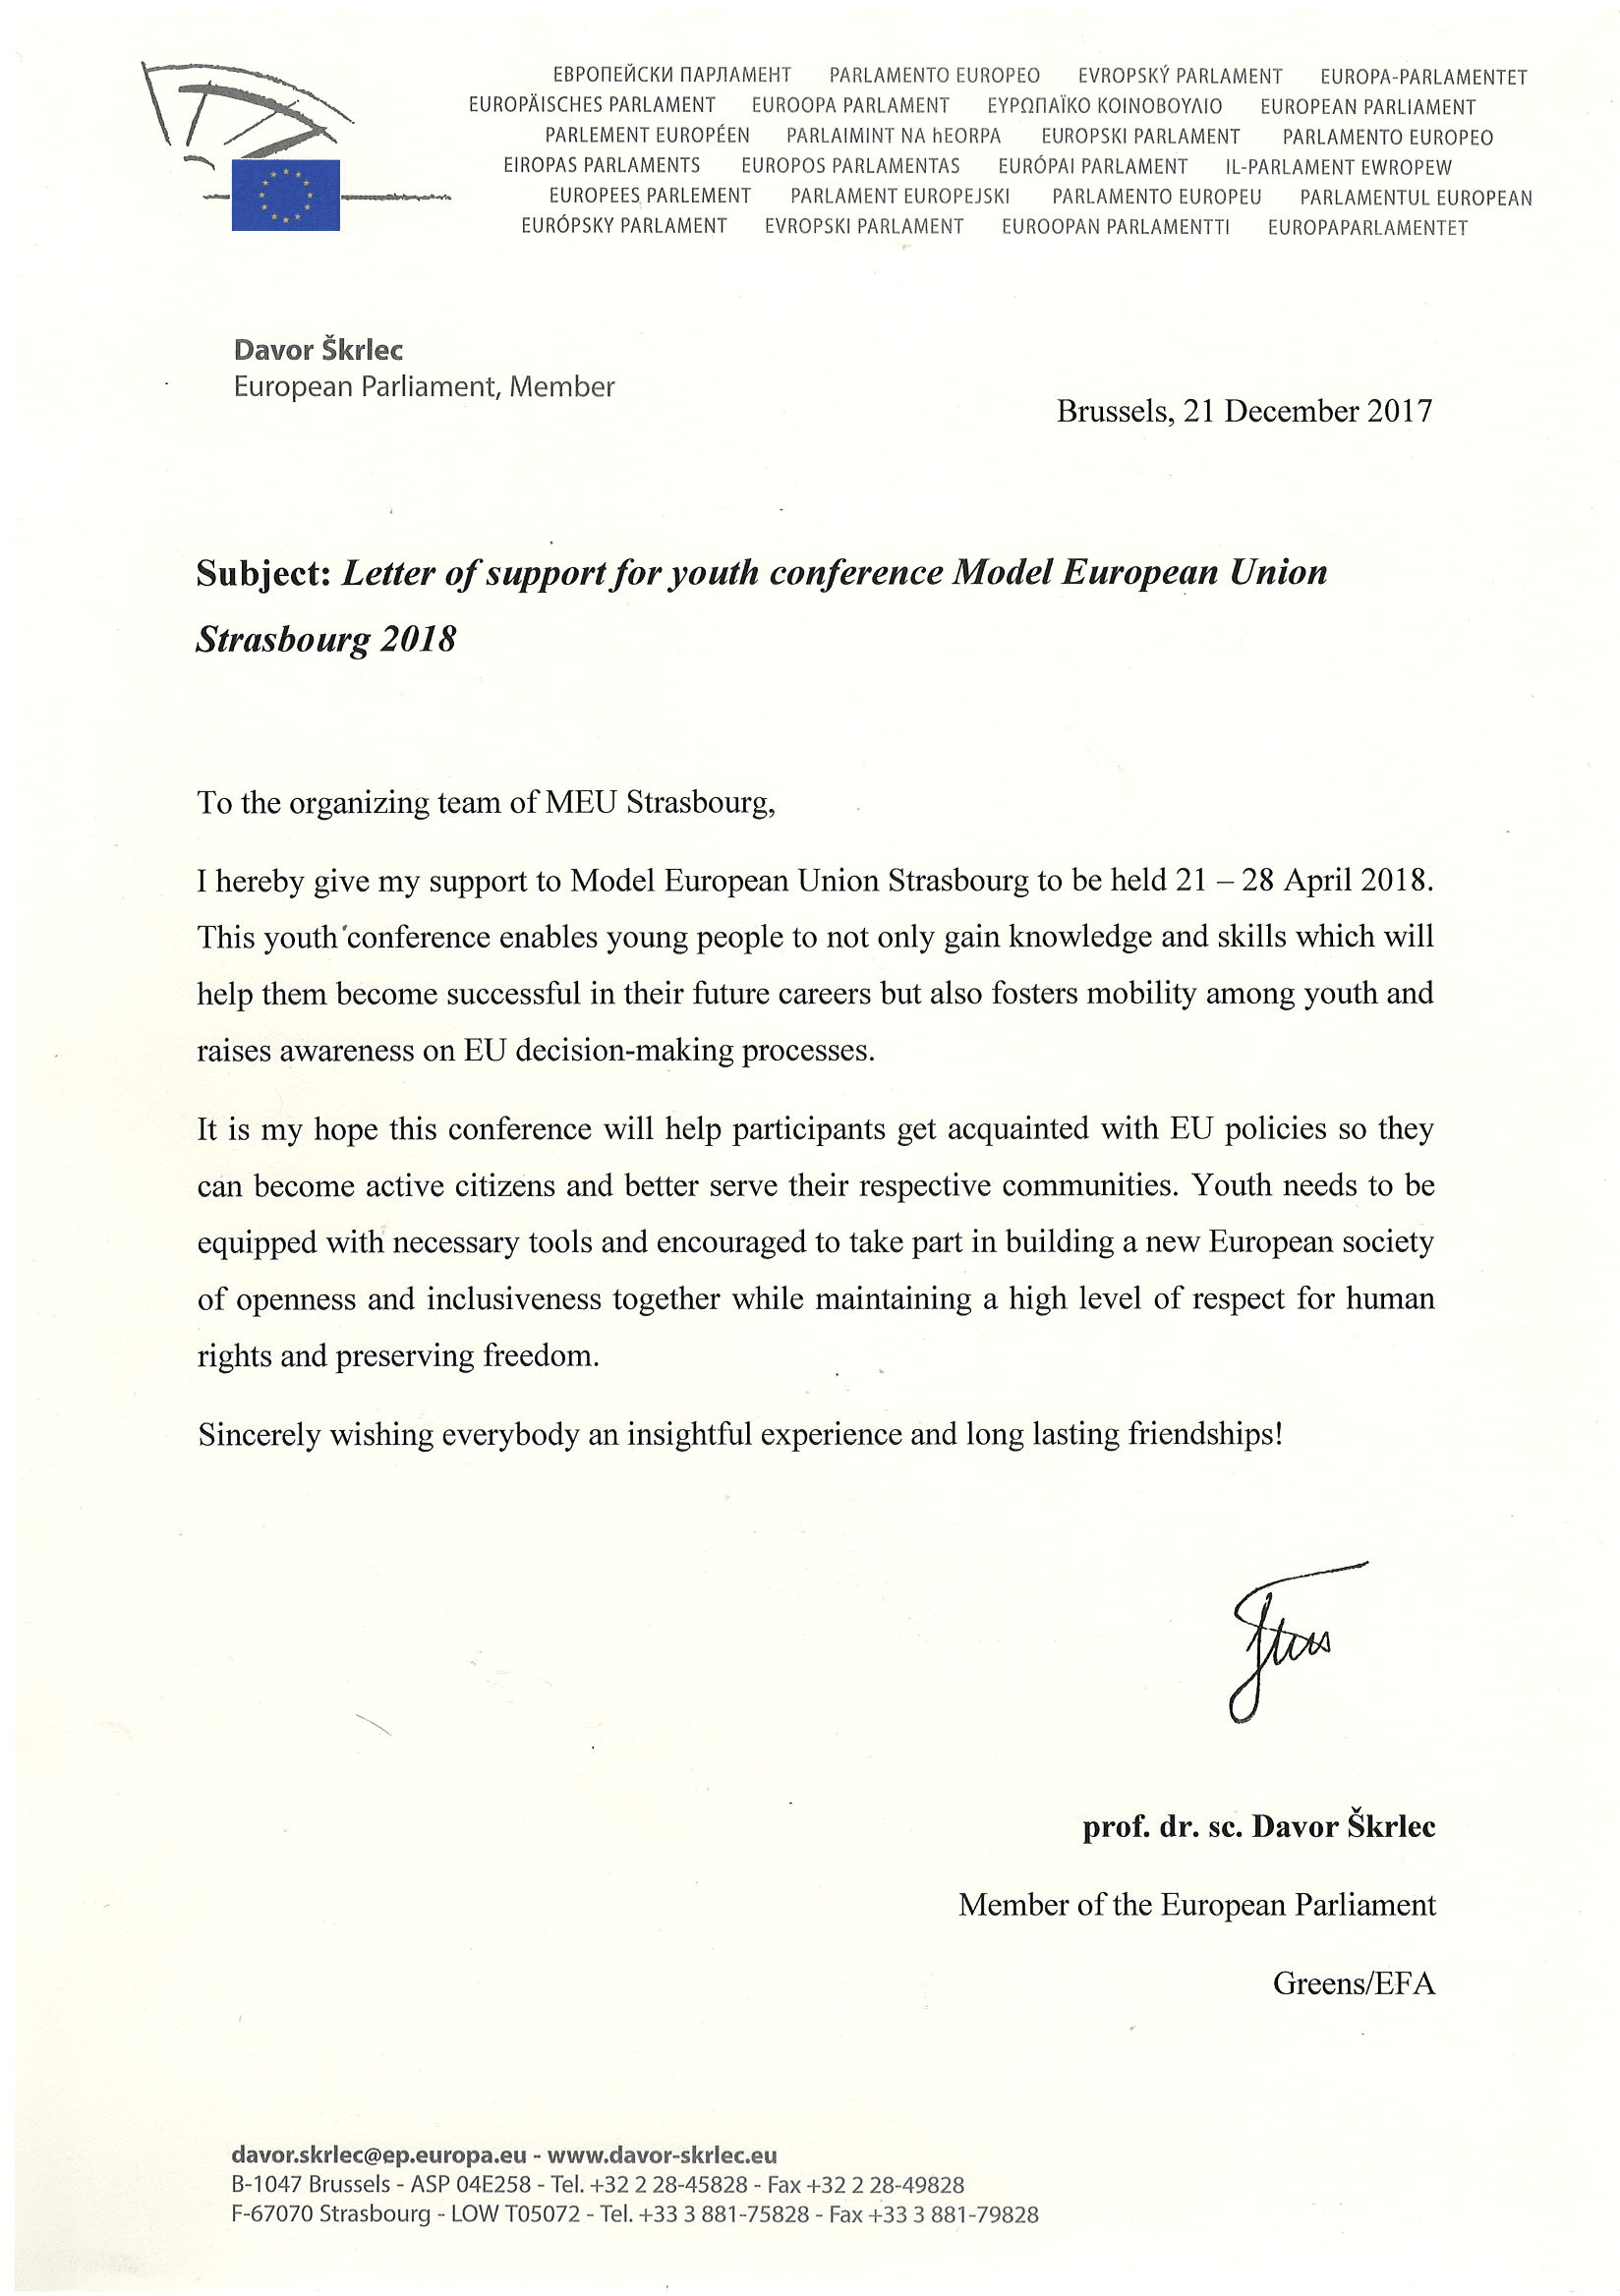 ЕВРОПЕЙСКИ ПАРЛАМЕНТ PARLAMENTO EUROPEO EVROPSKÝ PARLAMENT EUROPA-PARLAMENTET
EUROPÄISCHES PARLAMENT EUROOPA PARLAMENT ΕΥΡΩΠΑΪΚΟ ΚΟΙΝΟΒΟΥΛΙΟ EUROPEAN PARLIAMENT
PARLEMENT EUROPÉEN PARLAIMINT NA hEORPA EUROPSKI PARLAMENT PARLAMENTO EUROPEO
EIROPAS PARLAMENTS EUROPOS PARLAMENTAS EURÓPAI PARLAMENT IL-PARLAMENT EWROPEW
EUROPEES PARLEMENT PARLAMENT EUROPEJSKI PARLAMENTO EUROPEU PARLAMENTUL EUROPEAN
EURÓPSKY PARLAMENT EVROPSKI PARLAMENT EUROOPAN PARLAMENTTI EUROPAPARLAMENTET
Davor Škrlec
European Parliament, Member
Brussels, 21 December 2017
Subject: Letter of support for youth conference Model European Union
Strasbourg 2018
To the organizing team of MEU Strasbourg,
I hereby give my support to Model European Union Strasbourg to be held 21 – 28 April 2018.
This youth conference enables young people to not only gain knowledge and skills which will
help them become successful in their future careers but also fosters mobility among youth and
raises awareness on EU decision-making processes.
It is my hope this conference will help participants get acquainted with EU policies so they
can become active citizens and better serve their respective communities. Youth needs to be
equipped with necessary tools and encouraged to take part in building a new European society
of openness and inclusiveness together while maintaining a high level of respect for human
rights and preserving freedom.
Sincerely wishing everybody an insightful experience and long lasting friendships!
prof. dr. sc. Davor Škrlec
Member of the European Parliament
Greens/EFA
davor.skrlec@ep.europa.eu - www.davor-skrlec.eu
B-1047 Brussels - ASP 04E258 - Tel. +32 2 28-45828 - Fax +32 2 28-49828
F-67070 Strasbourg - LOW T05072 - Tel. +33 3 881-75828 - Fax +33 3 881-79828